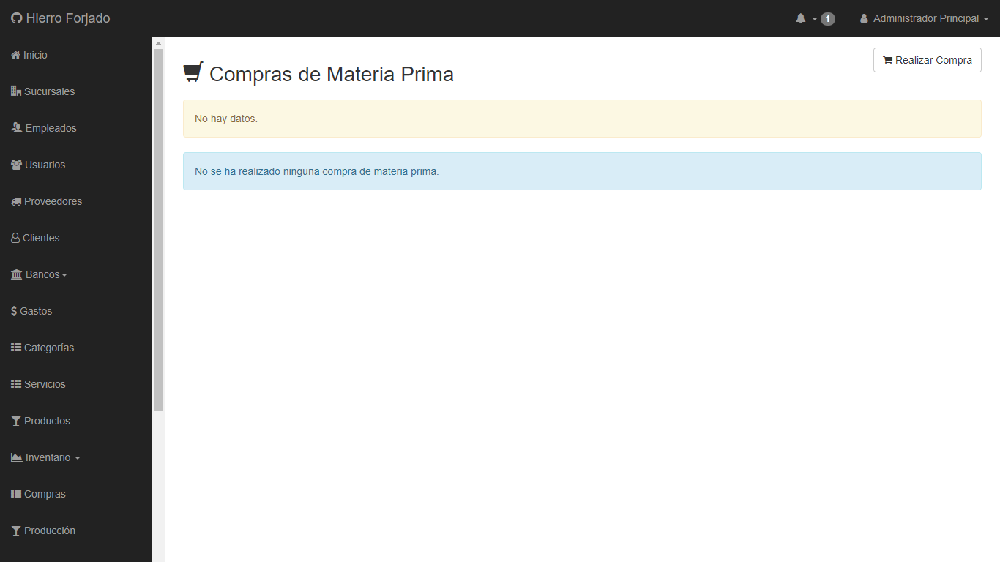 Hierro Forjado
1
Administrador Principal
Inicio
Sucursales
Empleados
Usuarios
Proveedores
Clientes
Bancos
$ Gastos
Categorías
Servicios
Productos
Inventario
Compras
Producción
Realizar Compra
Compras de Materia Prima
No hay datos.
No se ha realizado ninguna compra de materia prima.